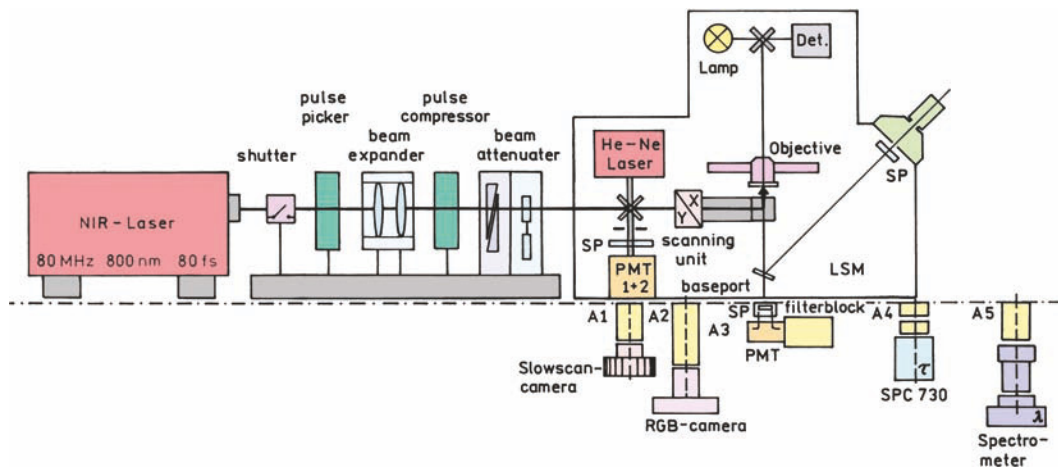 Lamp
Det.
pulse
picker
pulse
compressor
beam
expander
beam
attenuater
shutter
He-Ne
Laser
Objective
SP
NIR-Laser
80 MHz 800 nm 80 fs
X
Y
SP
scanning
unit
PMT
1+2
baseport
LSM
A1
A2
A3
SP
filterblock
A4
A5
PMT
Slowscan-
camera
RGB-camera
τ
SPC 730
λ
Spectro-
meter